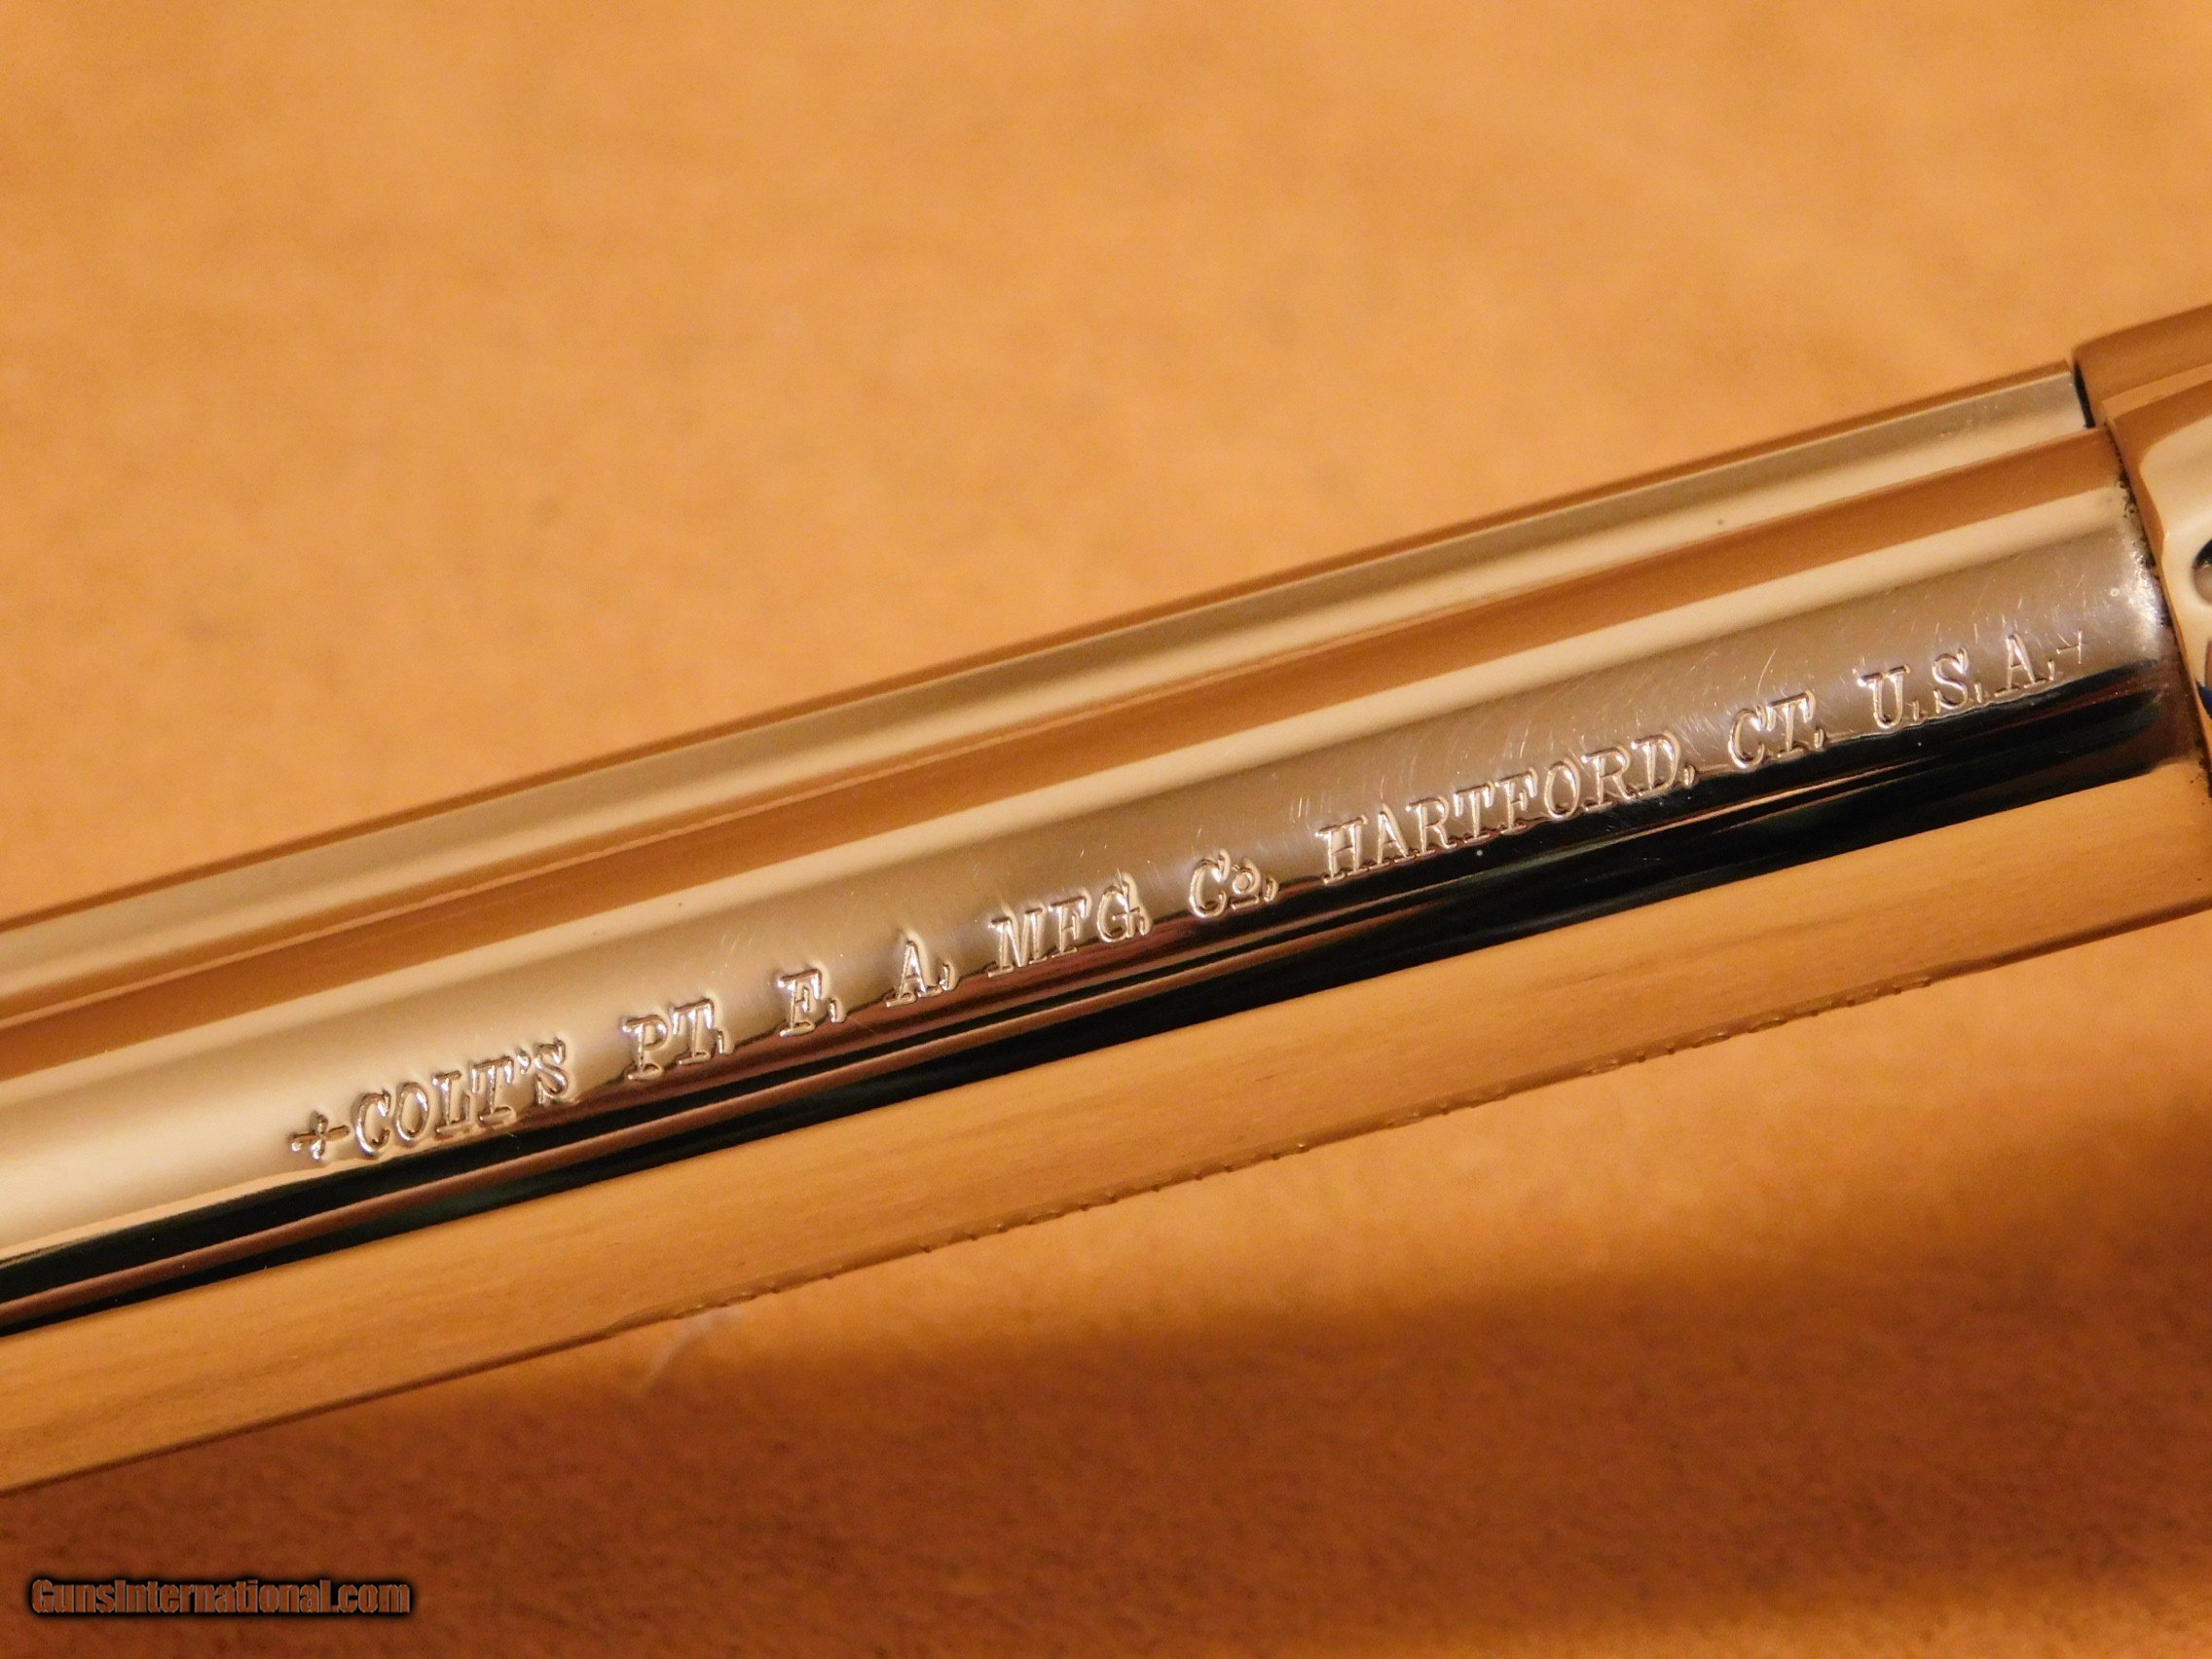 +COLT'S PT. F. A. MFG. Co. HARTFORD, CT. U.S.A.+
GunsInternational.com